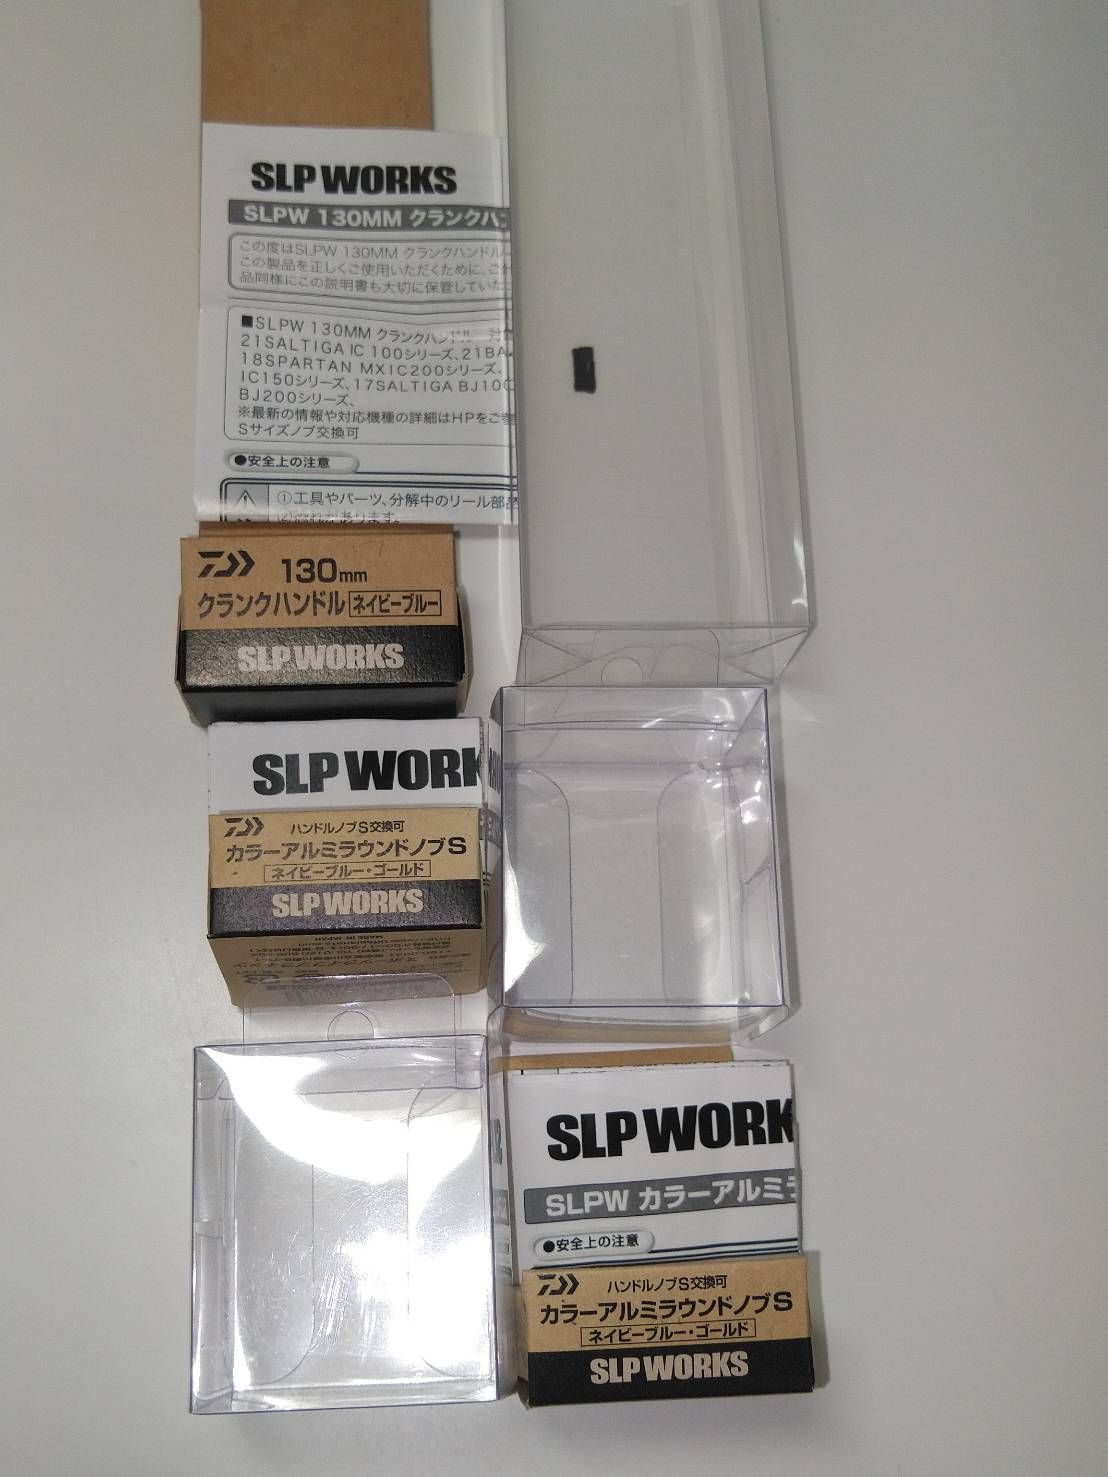 SLP WORKS
SLPW 130MM クランクハ
この度はSLPW 130MM クランクハンドル
この製品を正しくご使用いただくために、
品同様にこの説明書も大切に保管していた
■SLPW 130MM クランクハンドル
21SALTIGA IC 100シリーズ、21BA
18SPARTAN MXIC200シリーズ、
IC150シリーズ、17SALTIGA BJ100
BJ200シリーズ、
※最新の情報や対応機種の詳細はHPをご参
Sサイズノブ交換可
●安全上の注意
①工具やパーツ、分解中のリール部
130mm
クランクハンドル ネイビーブルー
SLP WORKS
SLP WORK
ハンドルノブS交換可
カラーアルミラウンドノブS
ネイビーブルー・ゴールド
SLP WORKS
MADE IN JAPAN
SLP WORK
SLPW カラーアルミ
●安全上の注意
ハンドルノブS交換可
カラーアルミラウンドノブS
ネイビーブルー・ゴールド
SLP WORKS